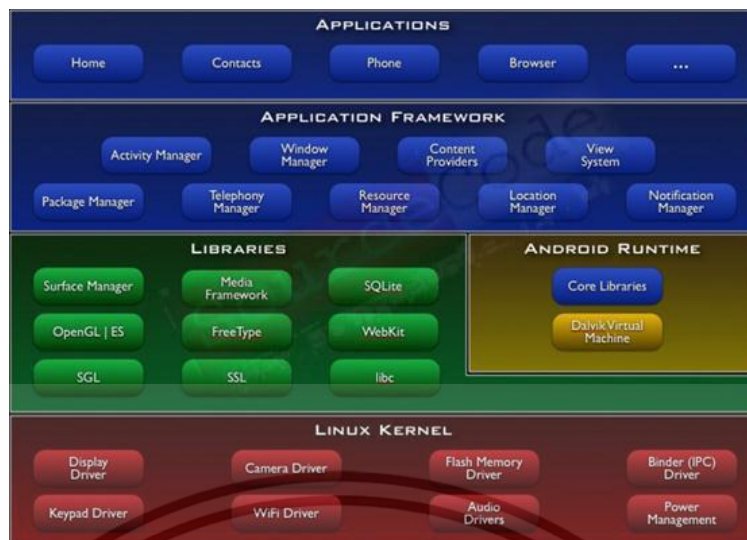 APPLICATIONS
Home Contacts Phone Browser ...
APPLICATION FRAMEWORK
Activity Manager Window Manager Content Providers View System
Package Manager Telephony Manager Resource Manager Location Manager Notification Manager
LIBRARIES
Surface Manager Media Framework SQLite
OpenGL | ES FreeType WebKit
SGL SSL libc
ANDROID RUNTIME
Core Libraries
Dalvik Virtual Machine
LINUX KERNEL
Display Driver Camera Driver Flash Memory Driver Binder (IPC) Driver
Keypad Driver WiFi Driver Audio Drivers Power Management